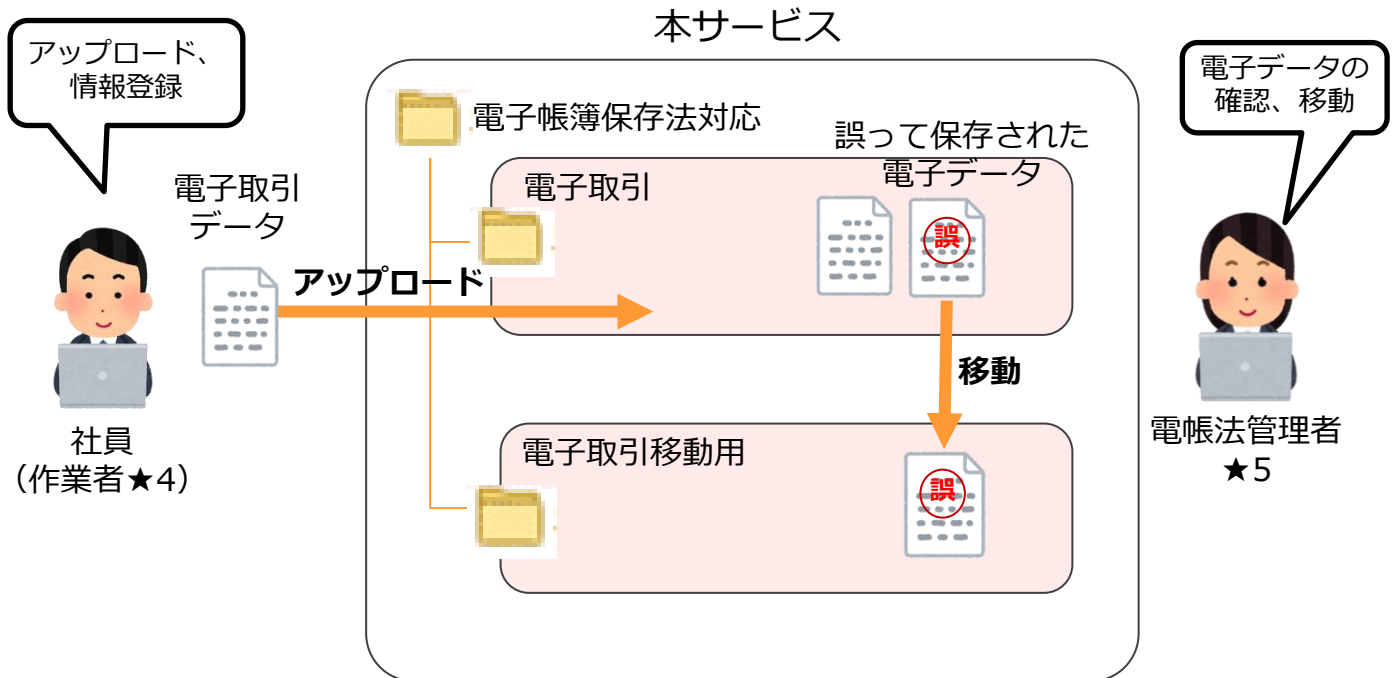 本サービス
アップロード、
情報登録
電子データの
確認、移動
電子帳簿保存法対応
誤って保存された
電子データ
電子取引
電子取引
データ
誤
アップロード
移動
社員
（作業者★4）
電子取引移動用
誤
電帳法管理者
★5